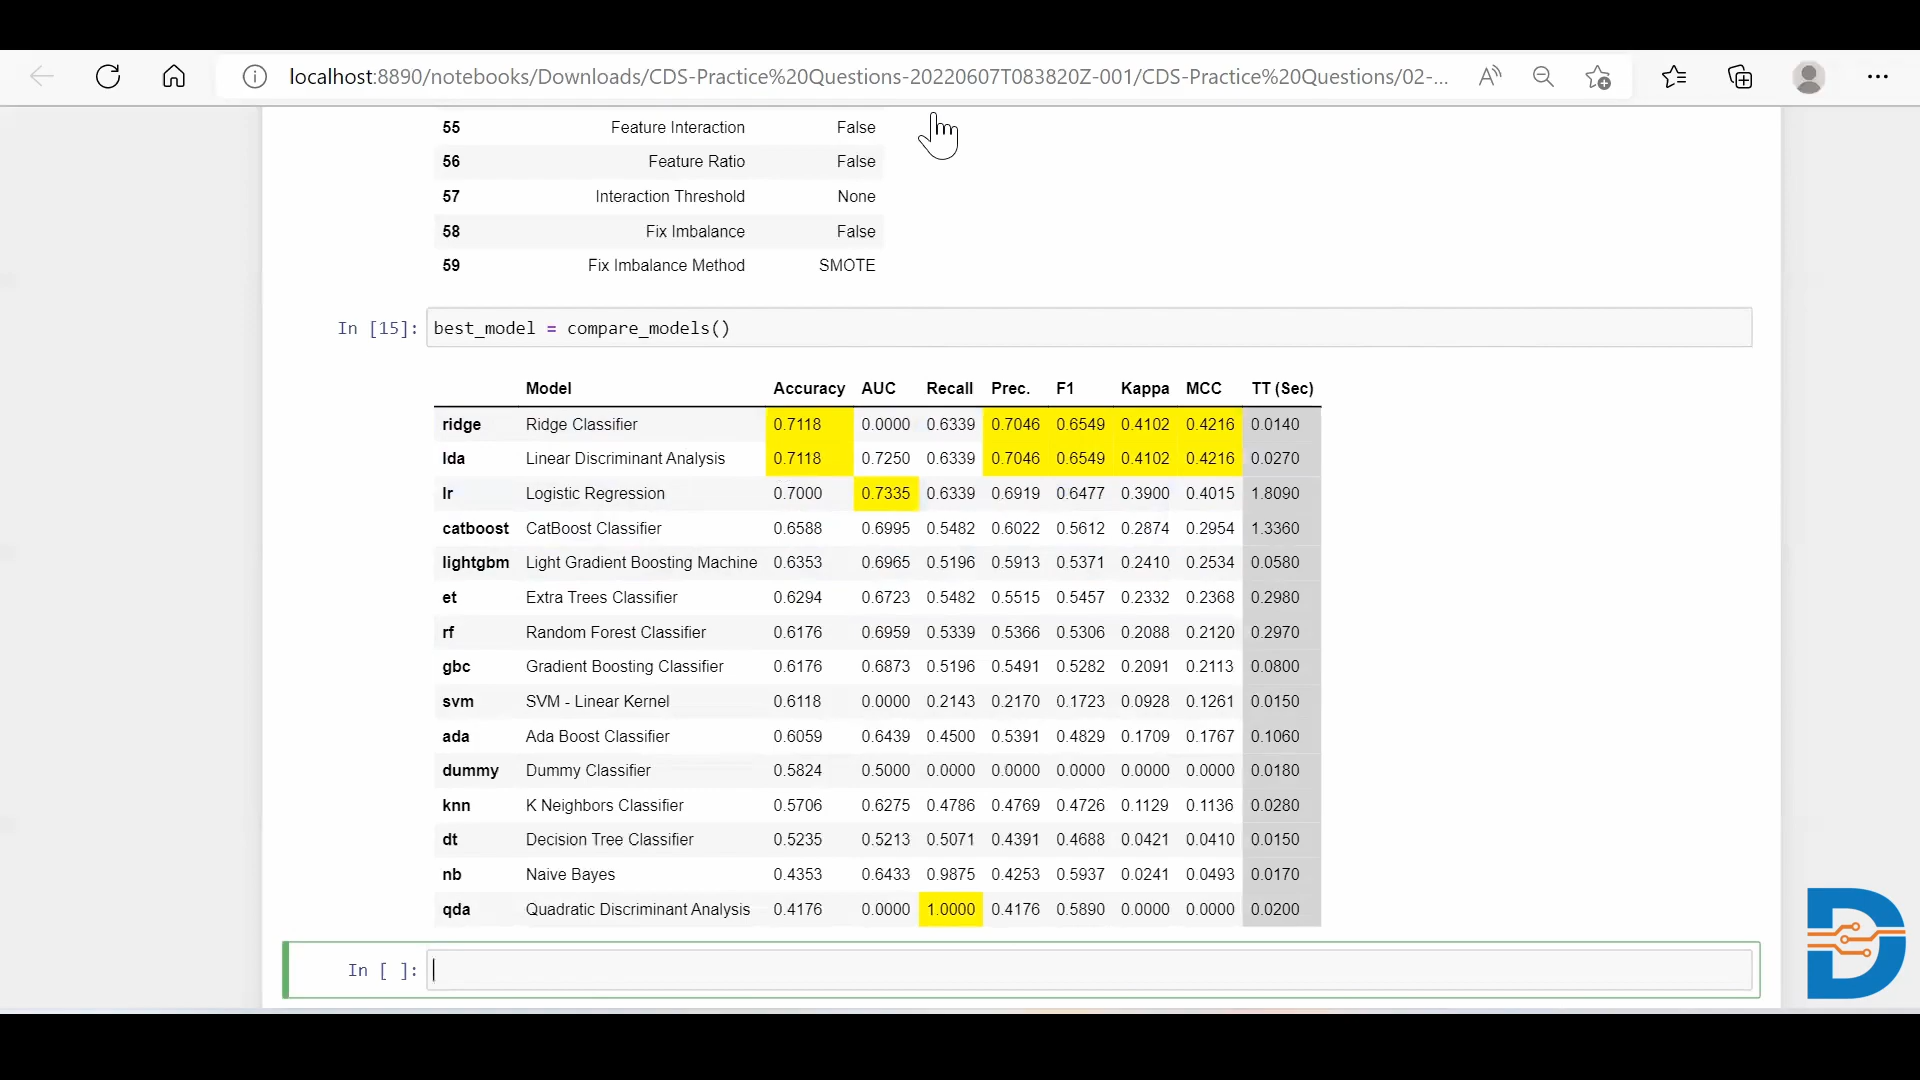 localhost:8890/notebooks/Downloads/CDS-Practice%20Questions-20220607T083820Z-001/CDS-Practice%20Questions/02-...
55 Feature Interaction False
56 Feature Ratio False
57 Interaction Threshold None
58 Fix Imbalance False
59 Fix Imbalance Method SMOTE
In [15]: best_model = compare_models()
Model Accuracy AUC Recall Prec. F1 Kappa MCC TT (Sec)
ridge Ridge Classifier 0.7118 0.0000 0.6339 0.7046 0.6549 0.4102 0.4216 0.0140
lda Linear Discriminant Analysis 0.7118 0.7250 0.6339 0.7046 0.6549 0.4102 0.4216 0.0270
lr Logistic Regression 0.7000 0.7335 0.6339 0.6919 0.6477 0.3900 0.4015 1.8090
catboost CatBoost Classifier 0.6588 0.6995 0.5482 0.6022 0.5612 0.2874 0.2954 1.3360
lightgbm Light Gradient Boosting Machine 0.6353 0.6965 0.5196 0.5913 0.5371 0.2410 0.2534 0.0580
et Extra Trees Classifier 0.6294 0.6723 0.5482 0.5515 0.5457 0.2332 0.2368 0.2980
rf Random Forest Classifier 0.6176 0.6959 0.5339 0.5366 0.5306 0.2088 0.2120 0.2970
gbc Gradient Boosting Classifier 0.6176 0.6873 0.5196 0.5491 0.5282 0.2091 0.2113 0.0800
svm SVM - Linear Kernel 0.6118 0.0000 0.2143 0.2170 0.1723 0.0928 0.1261 0.0150
ada Ada Boost Classifier 0.6059 0.6439 0.4500 0.5391 0.4829 0.1709 0.1767 0.1060
dummy Dummy Classifier 0.5824 0.5000 0.0000 0.0000 0.0000 0.0000 0.0000 0.0180
knn K Neighbors Classifier 0.5706 0.6275 0.4786 0.4769 0.4726 0.1129 0.1136 0.0280
dt Decision Tree Classifier 0.5235 0.5213 0.5071 0.4391 0.4688 0.0421 0.0410 0.0150
nb Naive Bayes 0.4353 0.6433 0.9875 0.4253 0.5937 0.0241 0.0493 0.0170
qda Quadratic Discriminant Analysis 0.4176 0.0000 1.0000 0.4176 0.5890 0.0000 0.0000 0.0200
In [ ]: